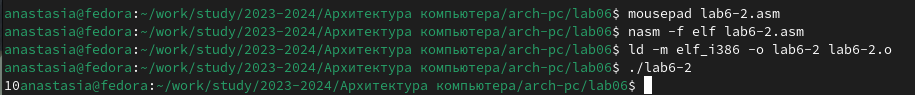 anastasia@fedora:~/work/study/2023-2024/Архитектура компьютера/arch-pc/lab06$ mousepad lab6-2.asm
anastasia@fedora:~/work/study/2023-2024/Архитектура компьютера/arch-pc/lab06$ nasm -f elf lab6-2.asm
anastasia@fedora:~/work/study/2023-2024/Архитектура компьютера/arch-pc/lab06$ ld -m elf_i386 -o lab6-2 lab6-2.o
anastasia@fedora:~/work/study/2023-2024/Архитектура компьютера/arch-pc/lab06$ ./lab6-2
10anastasia@fedora:~/work/study/2023-2024/Архитектура компьютера/arch-pc/lab06$